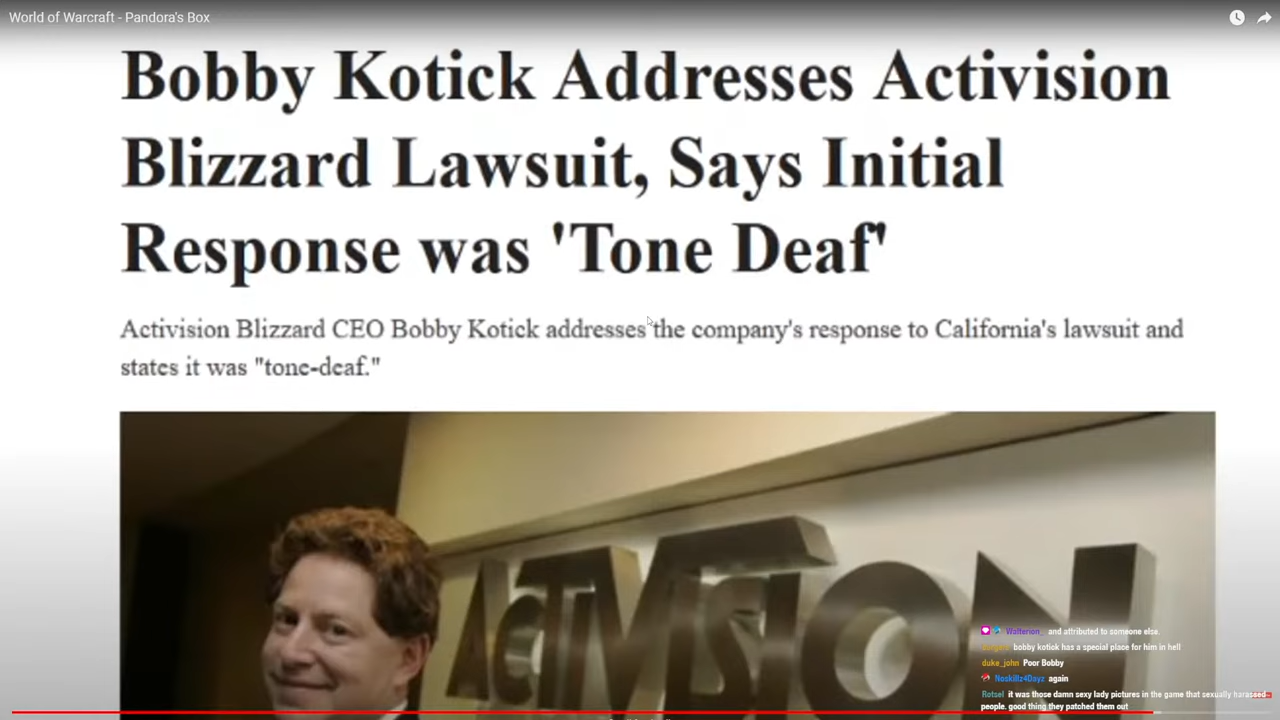 World of Warcraft - Pandora's Box
Bobby Kotick Addresses Activision
Blizzard Lawsuit, Says Initial
Response was 'Tone Deaf'
Activision Blizzard CEO Bobby Kotick addresses the company's response to California's lawsuit and
states it was "tone-deaf."
ACTIVISION
Walterion_ and attributed to someone else.
bobby kotick has a special place for him in hell
duke_john Poor Bobby
Noskillz4Dayz again
Rotsel it was those damn sexy lady pictures in the game that sexually harassed
people. good thing they patched them out